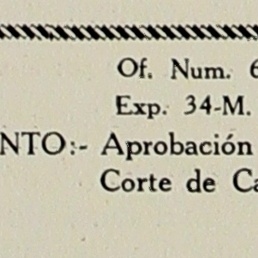 Of. Num. 6
Exp. 34-M.
NTO:- Aprobación
Corte de Ca